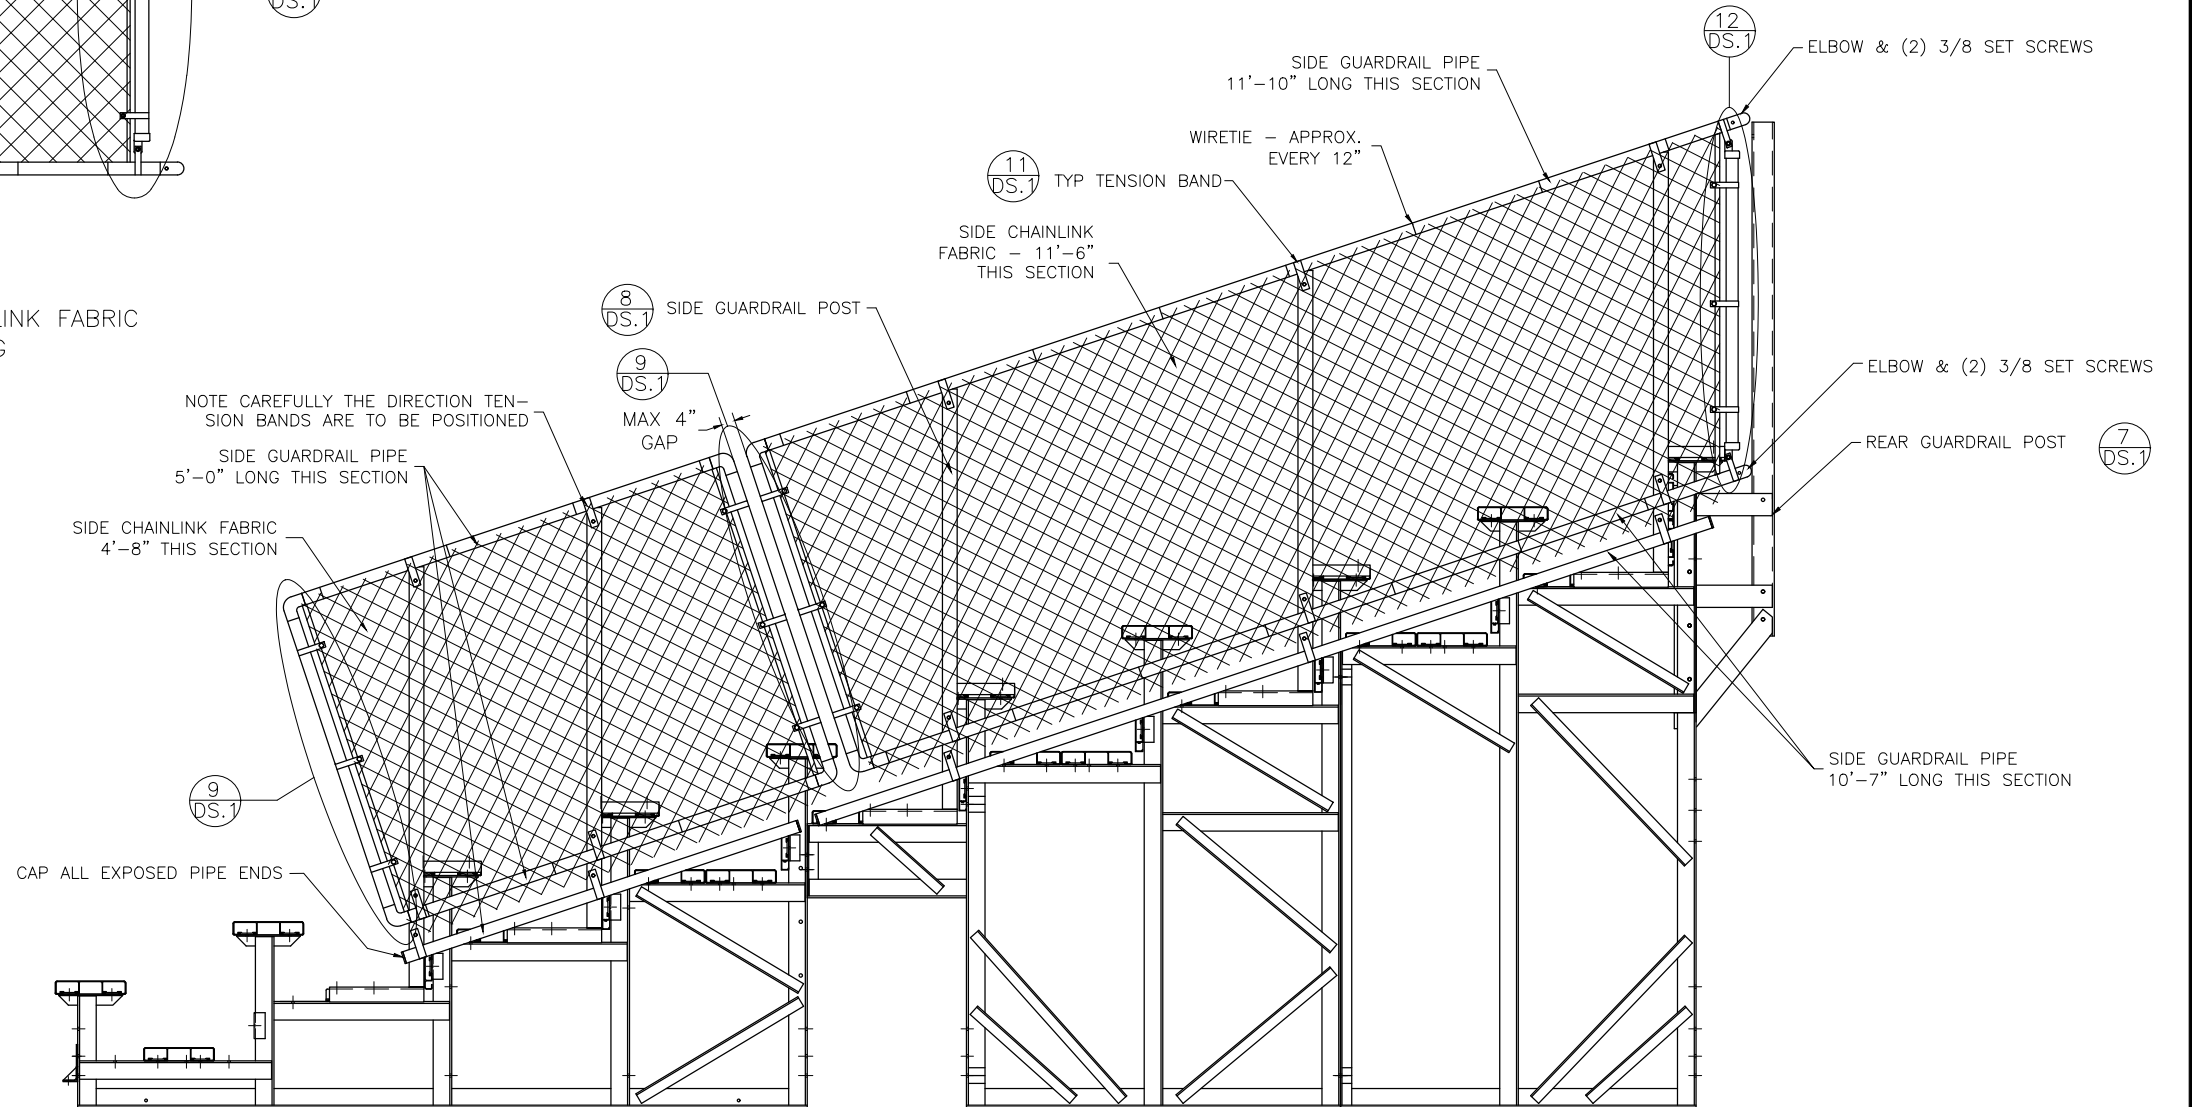 DS.1
12
DS.1
ELBOW & (2) 3/8 SET SCREWS
SIDE GUARDRAIL PIPE
11'-10" LONG THIS SECTION
WIRETIE - APPROX.
EVERY 12"
11
DS.1
TYP TENSION BAND
SIDE CHAINLINK
FABRIC - 11'-6"
THIS SECTION
8
DS.1
SIDE GUARDRAIL POST
FABRIC
9
DS.1
MAX 4"
GAP
ELBOW & (2) 3/8 SET SCREWS
NOTE CAREFULLY THE DIRECTION TEN-
SION BANDS ARE TO BE POSITIONED
REAR GUARDRAIL POST
7
DS.1
SIDE GUARDRAIL PIPE
5'-0" LONG THIS SECTION
SIDE CHAINLINK FABRIC
4'-8" THIS SECTION
SIDE GUARDRAIL PIPE
10'-7" LONG THIS SECTION
9
DS.1
CAP ALL EXPOSED PIPE ENDS